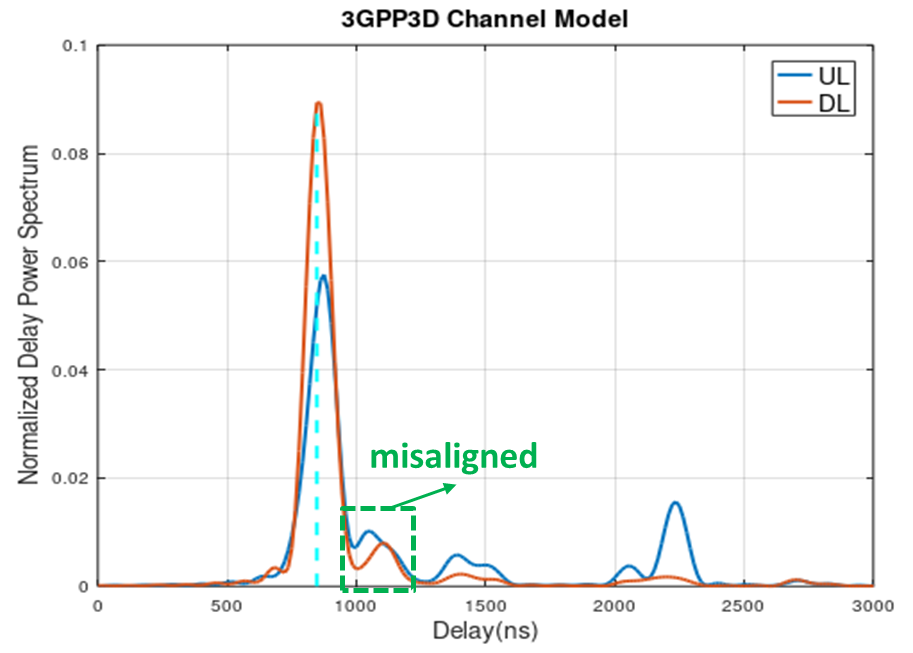 3GPP3D Channel Model
0.1
0.08
0.06
0.04
0.02
0
Normalized Delay Power Spectrum
UL
DL
misaligned
0
500
1000
1500
2000
2500
3000
Delay(ns)